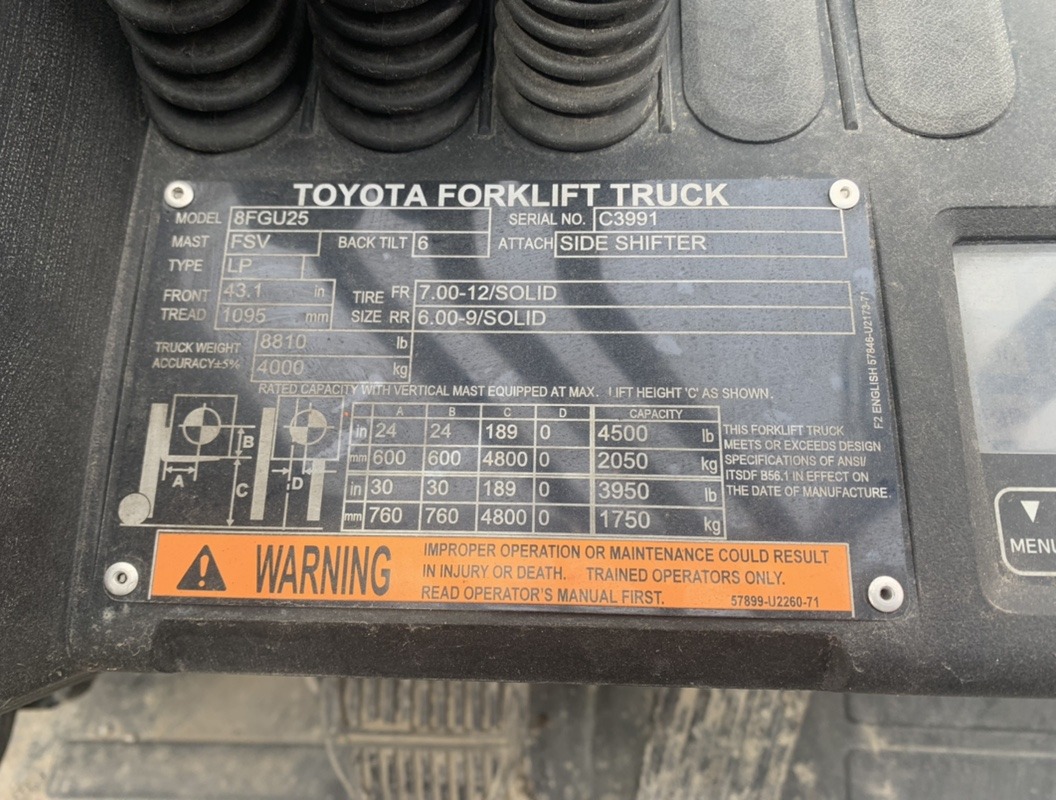 TOYOTA FORKLIFT TRUCK
MODEL 8FGU25 SERIAL NO. C3991
MAST FSV BACK TILT 6 ATTACH SIDE SHIFTER
TYPE LP
FRONT TREAD 43.1 in 1095 mm
TIRE SIZE FR 7.00-12/SOLID
RR 6.00-9/SOLID
TRUCK WEIGHT 8810 lb
ACCURACY±5% 4000 kg
RATED CAPACITY WITH VERTICAL MAST EQUIPPED AT MAX. LIFT HEIGHT 'C' AS SHOWN.
A B C D CAPACITY
in 24 24 189 0 4500 lb
mm 600 600 4800 0 2050 kg
in 30 30 189 0 3950 lb
mm 760 760 4800 0 1750 kg
A B C D
THIS FORKLIFT TRUCK
MEETS OR EXCEEDS DESIGN
SPECIFICATIONS OF ANSI/
ITSDF B56.1 IN EFFECT ON
THE DATE OF MANUFACTURE.
F2 ENGLISH 57846-U2173-71
WARNING
IMPROPER OPERATION OR MAINTENANCE COULD RESULT
IN INJURY OR DEATH. TRAINED OPERATORS ONLY.
READ OPERATOR'S MANUAL FIRST. 57899-U2260-71
MENU